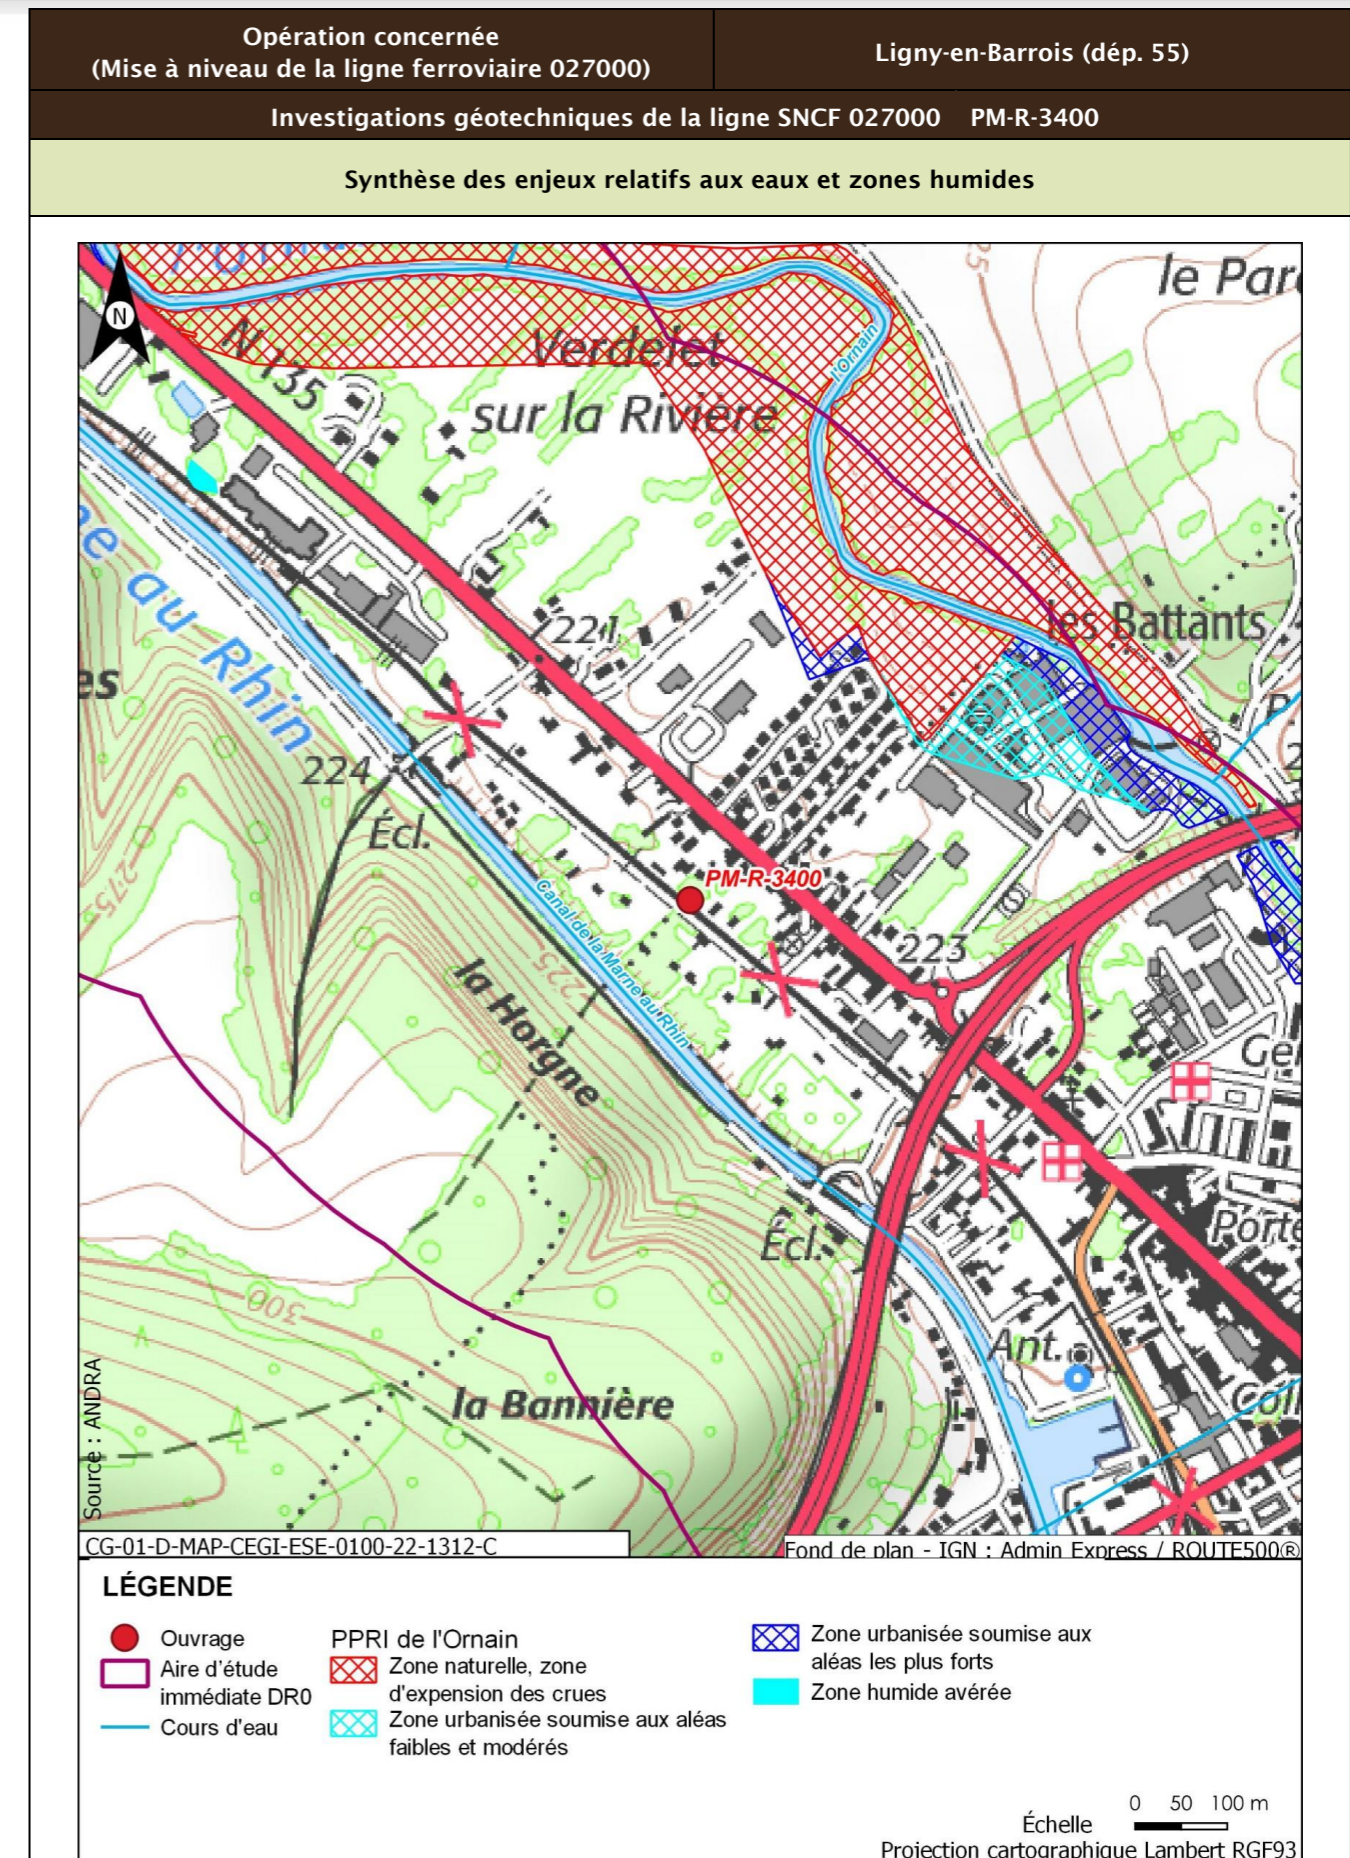 Opération concernée
(Mise à niveau de la ligne ferroviaire 027000)
Ligny-en-Barrois (dép. 55)
Investigations géotechniques de la ligne SNCF 027000 PM-R-3400
Synthèse des enjeux relatifs aux eaux et zones humides
le Parc
N
N 135
Verdelet
sur la Rivière
l'Ornain
25
au Rhin
221
les Battants
es
224
Écl.
275
PM-R-3400
Canal de la Marne au Rhin
223
225
la Horgne
Ge
Porte
Écl.
300
Ant.
la Bannière
Coll
Source : ANDRA
CG-01-D-MAP-CEGI-ESE-0100-22-1312-C
Fond de plan - IGN : Admin Express / ROUTE500®
LÉGENDE
Ouvrage
Aire d'étude
immédiate DR0
Cours d'eau
PPRI de l'Ornain
Zone naturelle, zone
d'expension des crues
Zone urbanisée soumise aux aléas
faibles et modérés
Zone urbanisée soumise aux
aléas les plus forts
Zone humide avérée
0 50 100 m
Échelle
Projection cartographique Lambert RGF93